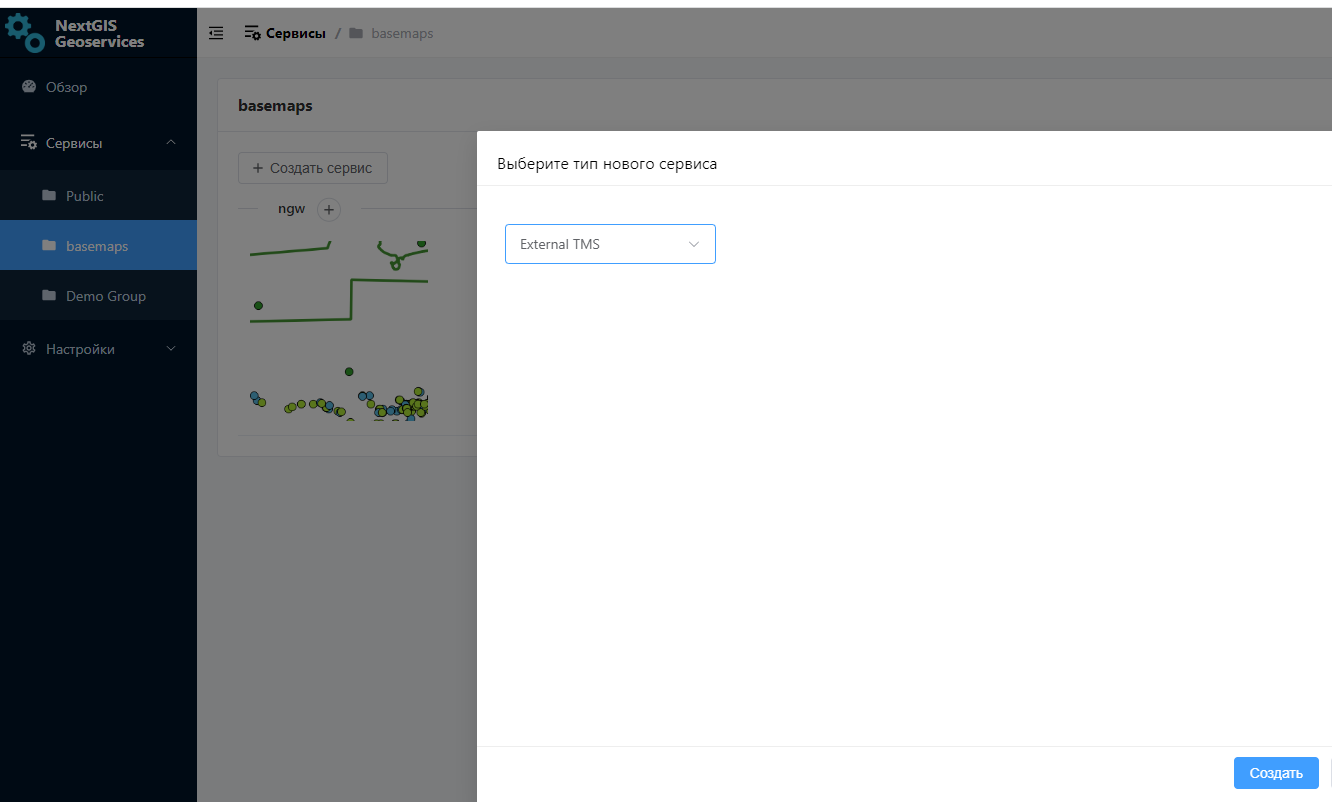 NextGIS
Geoservices
Сервисы / basemaps
Обзор
Сервисы
Public
basemaps
Demo Group
Настройки
basemaps
+ Создать сервис
ngw +
Выберите тип нового сервиса
External TMS
Создать